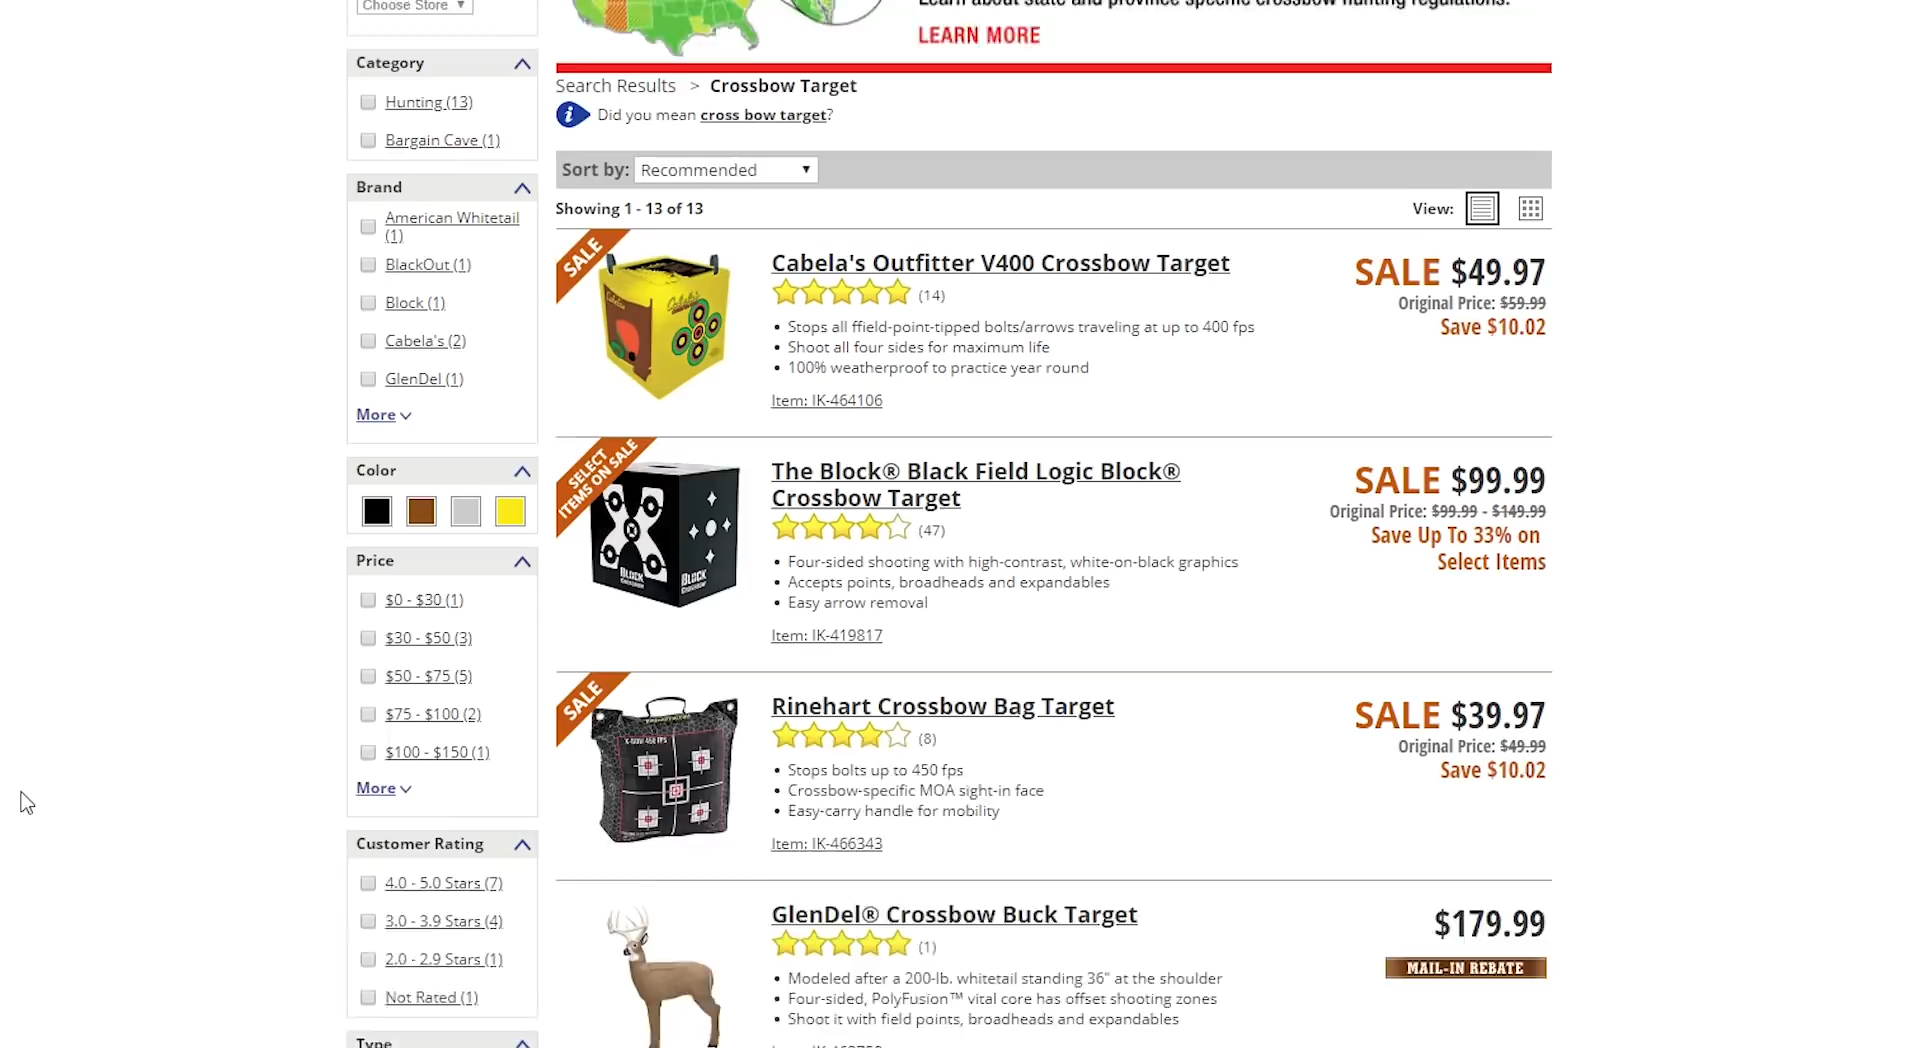 Choose Store
Learn about state and province specific crossbow hunting regulations.
LEARN MORE
Category
Hunting (13)
Bargain Cave (1)
Brand
American Whitetail
(1)
BlackOut (1)
Block (1)
Cabela's (2)
GlenDel (1)
More
Color
Price
$0 - $30 (1)
$30 - $50 (3)
$50 - $75 (5)
$75 - $100 (2)
$100 - $150 (1)
More
Customer Rating
4.0 - 5.0 Stars (7)
3.0 - 3.9 Stars (4)
2.0 - 2.9 Stars (1)
Not Rated (1)
Type
Search Results > Crossbow Target
Did you mean cross bow target?
Sort by: Recommended
Showing 1 - 13 of 13
View:
SALE
Cabela's
Cabela's Outfitter V400 Crossbow Target
(14)
• Stops all ffield-point-tipped bolts/arrows traveling at up to 400 fps
• Shoot all four sides for maximum life
• 100% weatherproof to practice year round
Item: IK-464106
SALE $49.97
Original Price: $59.99
Save $10.02
SELECT
ITEMS ON SALE
BLOCK
BLOCK
The Block® Black Field Logic Block®
Crossbow Target
(47)
• Four-sided shooting with high-contrast, white-on-black graphics
• Accepts points, broadheads and expandables
• Easy arrow removal
Item: IK-419817
SALE $99.99
Original Price: $99.99 - $149.99
Save Up To 33% on
Select Items
SALE
Rinehart Crossbow Bag Target
(8)
• Stops bolts up to 450 fps
• Crossbow-specific MOA sight-in face
• Easy-carry handle for mobility
Item: IK-466343
SALE $39.97
Original Price: $49.99
Save $10.02
GlenDel® Crossbow Buck Target
(1)
• Modeled after a 200-lb. whitetail standing 36" at the shoulder
• Four-sided, PolyFusion™ vital core has offset shooting zones
• Shoot it with field points, broadheads and expandables
$179.99
MAIL-IN REBATE